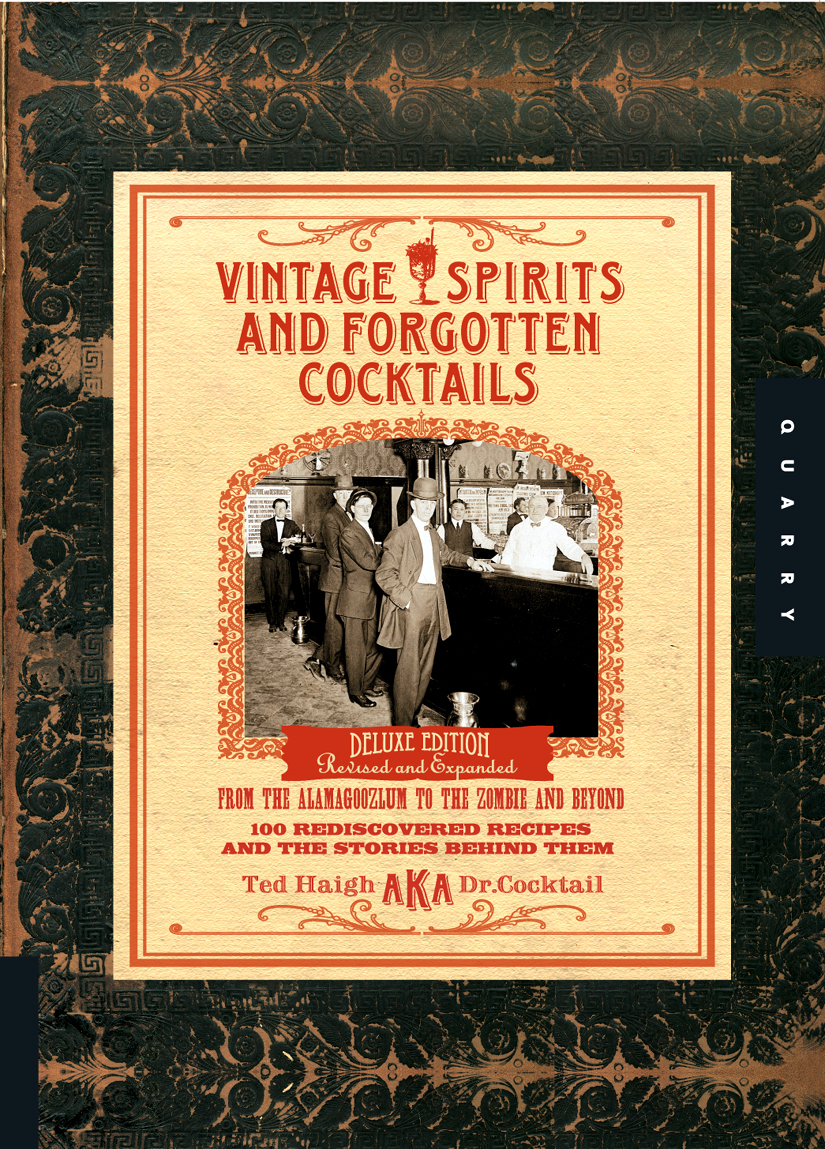 VINTAGE SPIRITS
AND FORGOTTEN
COCKTAILS
QUARRY
DELUXE EDITION
Revised and Expanded
FROM THE ALAMAGOOZLUM TO THE ZOMBIE AND BEYOND
100 REDISCOVERED RECIPES
AND THE STORIES BEHIND THEM
Ted Haigh AKA Dr.Cocktail